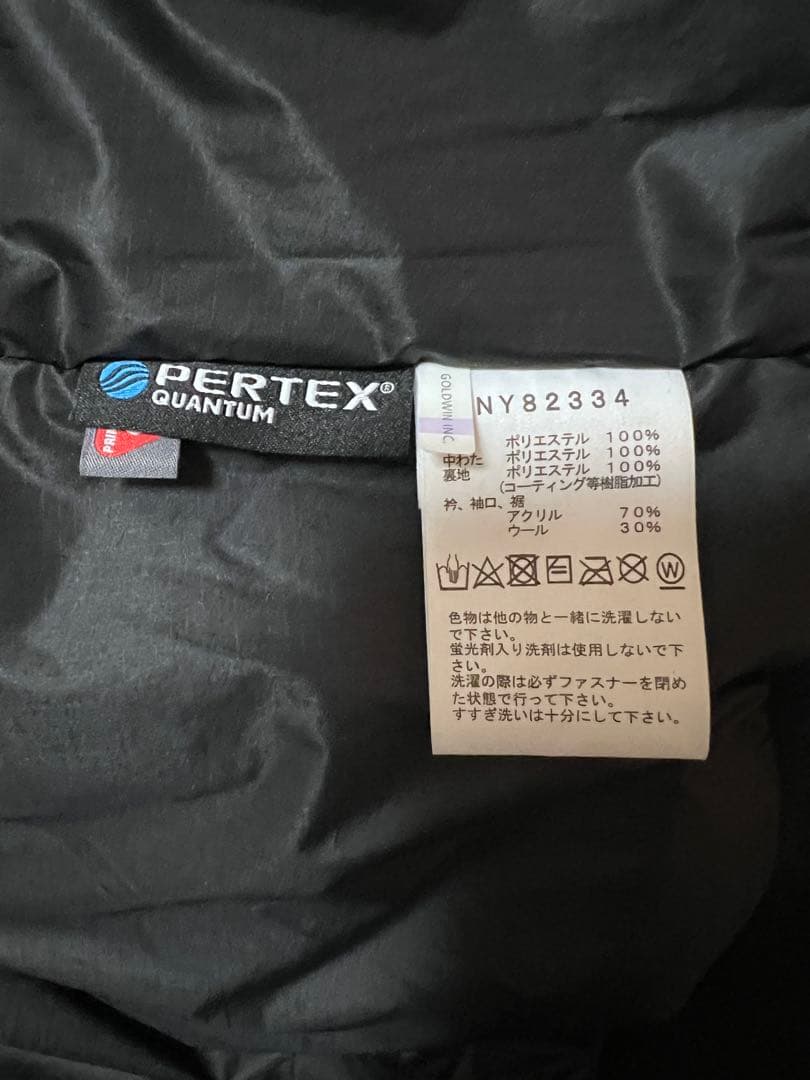 PERTEX®
QUANTUM
PRIM
GOLDWIN INC.
NY82334
ポリエステル 100%
中わた ポリエステル 100%
裏地 ポリエステル 100%
(コーティング等樹脂加工)
衿、袖口、裾
アクリル 70%
ウール 30%
W
色物は他の物と一緒に洗濯しない
で下さい。
蛍光剤入り洗剤は使用しないで下
さい。
洗濯の際は必ずファスナーを閉め
た状態で行って下さい。
すすぎ洗いは十分にして下さい。